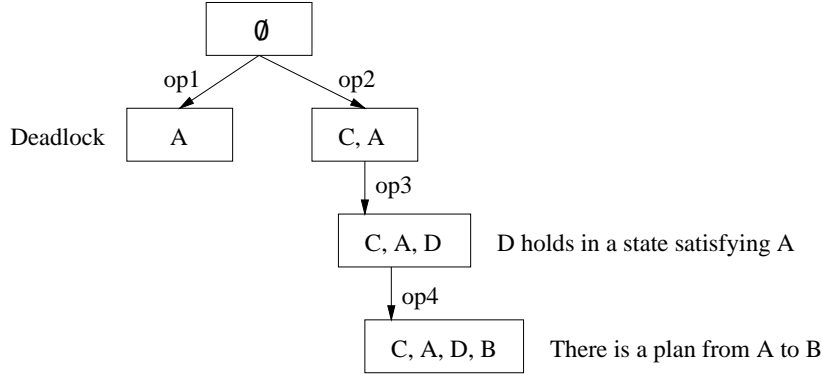 ∅
op1
op2
Deadlock
A
C, A
op3
C, A, D
D holds in a state satisfying A
op4
C, A, D, B
There is a plan from A to B